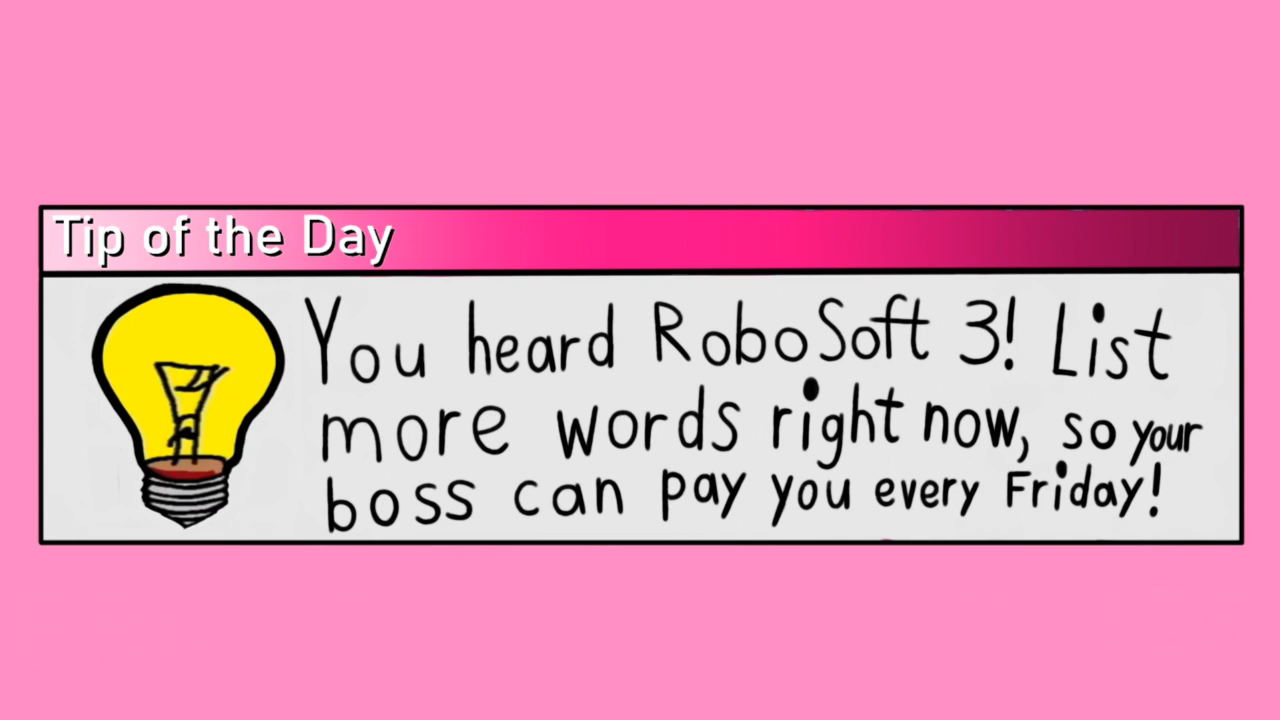 Tip of the Day
You heard RoboSoft 3! List
more words right now, so your
boss can pay you every Friday!